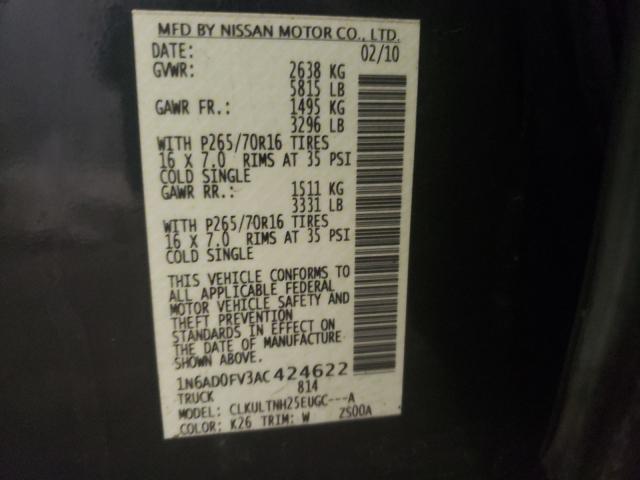 MFD BY NISSAN MOTOR CO., LTD.
DATE: 02/10
GVWR: 2638 KG
5815 LB
GAWR FR.: 1495 KG
3296 LB
WITH P265/70R16 TIRES
16 X 7.0 RIMS AT 35 PSI
COLD SINGLE
GAWR RR.: 1511 KG
3331 LB
WITH P265/70R16 TIRES
16 X 7.0 RIMS AT 35 PSI
COLD SINGLE
THIS VEHICLE CONFORMS TO
ALL APPLICABLE FEDERAL
MOTOR VEHICLE SAFETY AND
THEFT PREVENTION
STANDARDS IN EFFECT ON
THE DATE OF MANUFACTURE
SHOWN ABOVE.
1N6AD0FV3AC424622
TRUCK 814
MODEL: CLKULTNH25EUGC---A
COLOR: K26 TRIM: W ZS00A